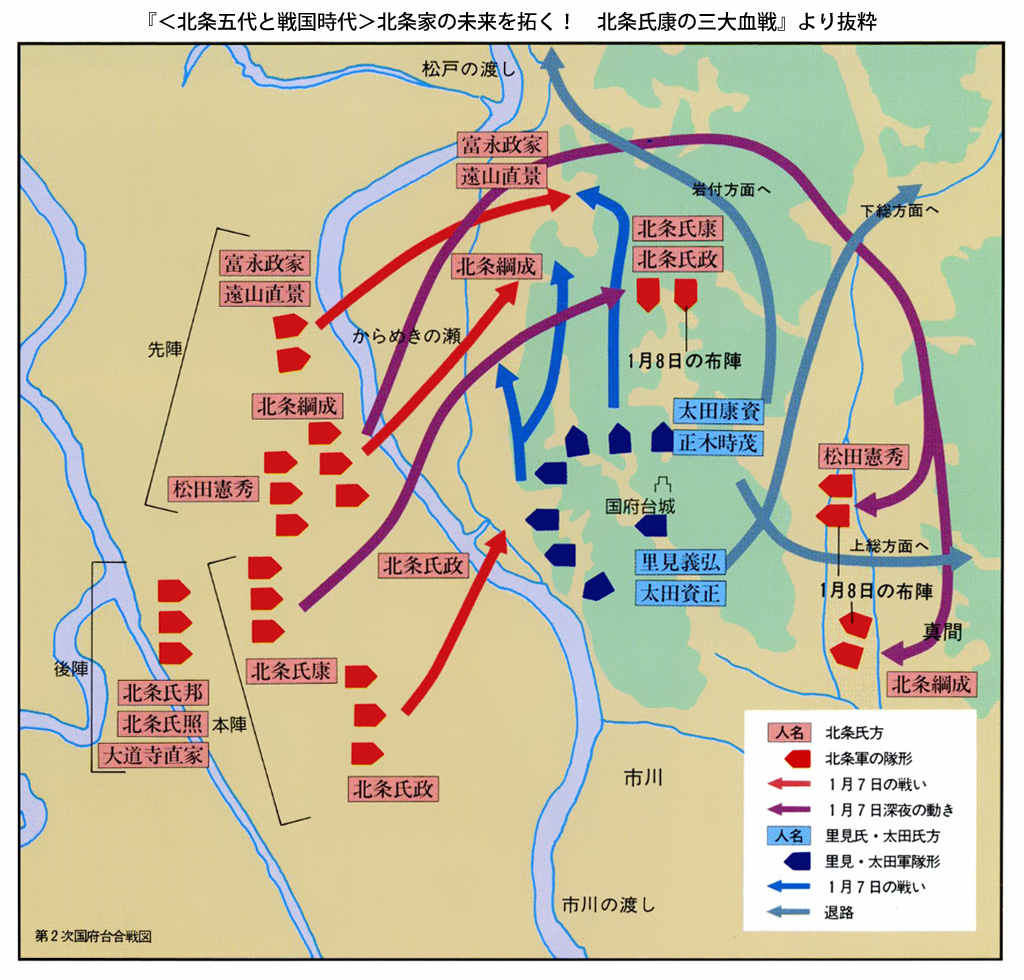 『<北条五代と戦国時代>北条家の未来を拓く! 北条氏康の三大血戦』より抜粋
松戸の渡し
富永政家
遠山直景
岩付方面へ
下総方面へ
北条氏康
北条氏政
富永政家
遠山直景
北条綱成
先陣
からめきの瀬
1月8日の布陣
北条綱成
太田康資
正木時茂
松田憲秀
松田憲秀
国府台城
上総方面へ
北条氏政
里見義弘
太田資正
1月8日の布陣
真間
後陣
北条氏康
北条綱成
北条氏邦
北条氏照
大道寺直家
本陣
北条氏政
市川
市川の渡し
人名 北条氏方
北条軍の隊形
1月7日の戦い
1月7日深夜の動き
人名 里見氏・太田氏方
里見・太田軍隊形
1月7日の戦い
退路
第2次国府台合戦図